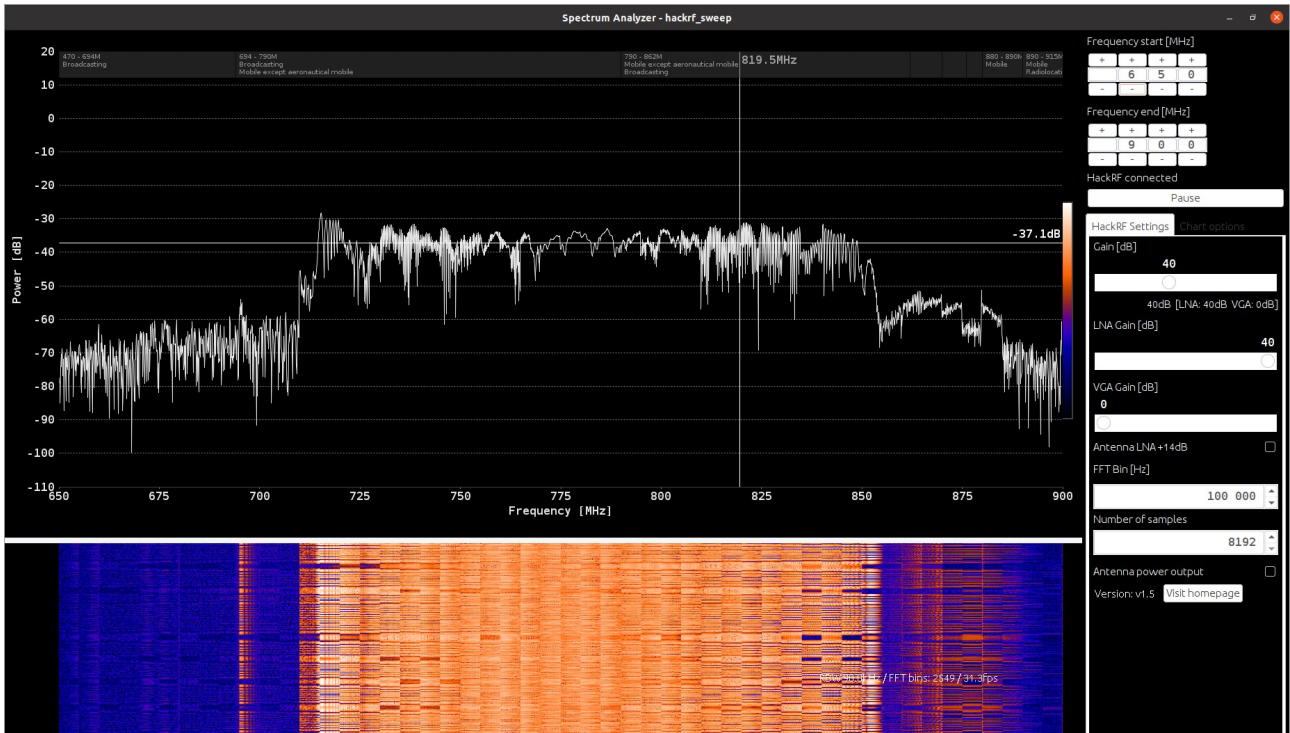 Spectrum Analyzer - hackrf_sweep
20
10
0
-10
-20
-30
-40
-50
-60
-70
-80
-90
-100
-110
Power [dB]
470 - 694M
Broadcasting
694 - 790M
Broadcasting
Mobile except aeronautical mobile
790 - 862M
Mobile except aeronautical mobile
Broadcasting
819.5MHz
880 - 890M
Mobile
890 - 915M
Mobile
Radiolocati
-37.1dB
650 675 700 725 750 775 800 825 850 875 900
Frequency [MHz]
FFT bins: 2549 / 31.3fps
Frequency start [MHz]
+ + + +
6 5 0
- - - -
Frequency end [MHz]
+ + + +
9 0 0
- - - -
HackRF connected
Pause
HackRF Settings Chart options
Gain [dB]
40
40dB [LNA: 40dB VGA: 0dB]
LNA Gain [dB]
40
VGA Gain [dB]
0
Antenna LNA +14dB
FFT Bin [Hz]
100 000
Number of samples
8192
Antenna power output
Version: v1.5 Visit homepage